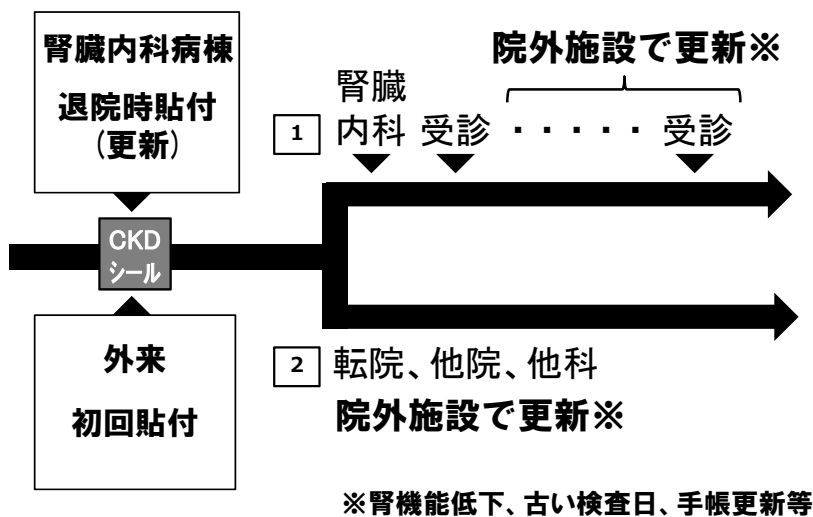 腎臓内科病棟
退院時貼付
(更新)
CKD
シール
外来
初回貼付
院外施設で更新※
1
腎臓
内科 受診 ・・・・・ 受診
2 転院、他院、他科
院外施設で更新※
※腎機能低下、古い検査日、手帳更新等